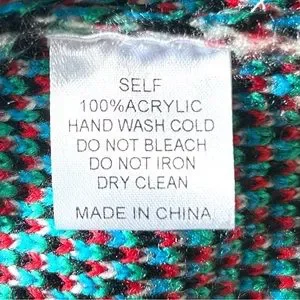 SELF
100%ACRYLIC
HAND WASH COLD
DO NOT BLEACH
DO NOT IRON
DRY CLEAN
MADE IN CHINA